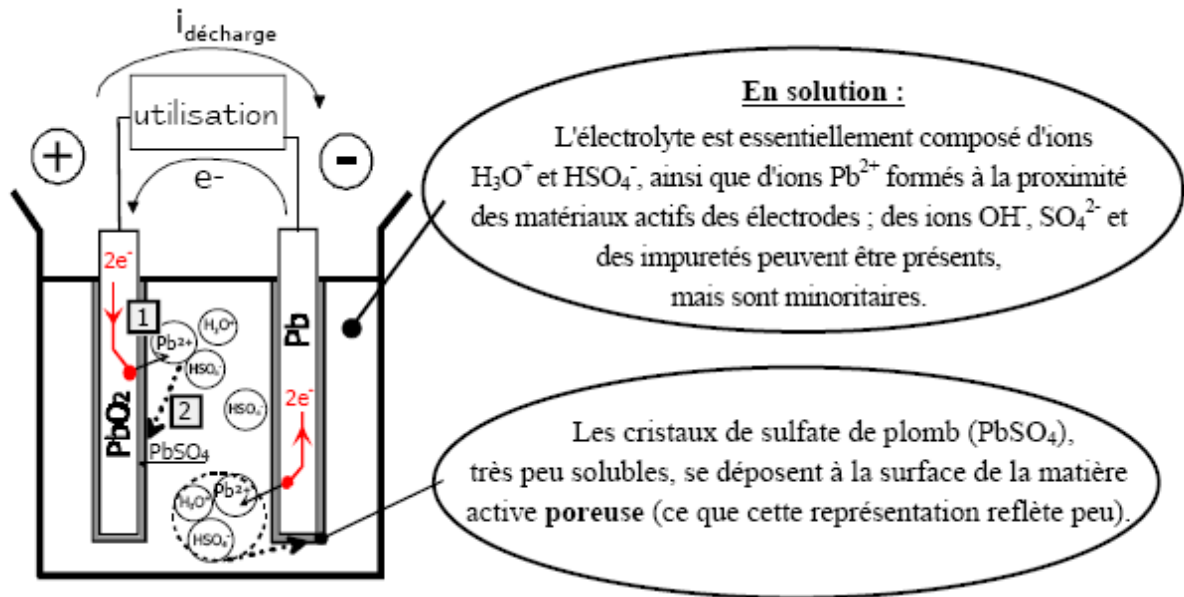 i décharge
utilisation
+
-
e-
2e-
1
Pb2+
H3O+
HSO4-
PbO2
Pb
2
HSO4-
2e-
PbSO4
H3O+
Pb2+
HSO4-
En solution :
L'électrolyte est essentiellement composé d'ions
H3O+ et HSO4-, ainsi que d'ions Pb2+ formés à la proximité
des matériaux actifs des électrodes ; des ions OH-, SO42- et
des impuretés peuvent être présents,
mais sont minoritaires.
Les cristaux de sulfate de plomb (PbSO4),
très peu solubles, se déposent à la surface de la matière
active poreuse (ce que cette représentation reflète peu).